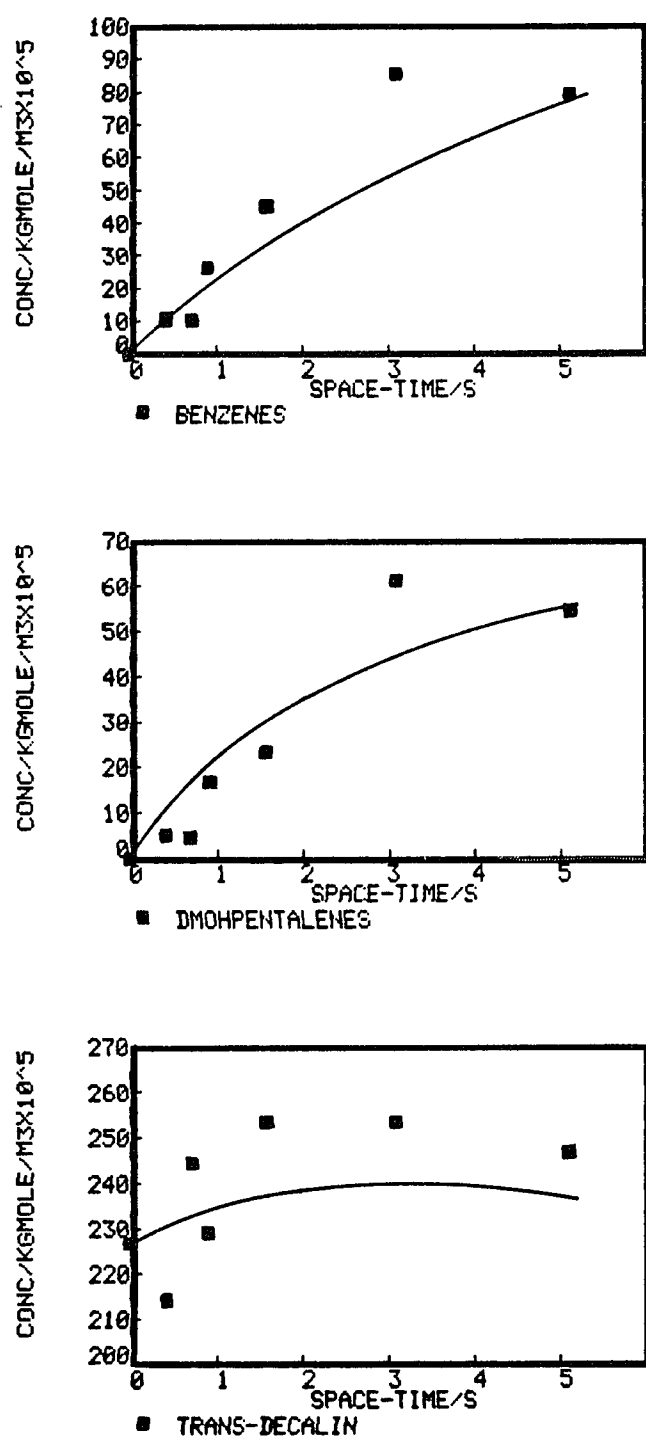 CONC/KGMOLE/M3X10^5
100
90
80
70
60
50
40
30
20
10
0
0 1 2 3 4 5
SPACE-TIME/S
BENZENES
CONC/KGMOLE/M3X10^5
70
60
50
40
30
20
10
0
0 1 2 3 4 5
SPACE-TIME/S
DMOHPENTALENES
CONC/KGMOLE/M3X10^5
270
260
250
240
230
220
210
200
0 1 2 3 4 5
SPACE-TIME/S
TRANS-DECALIN